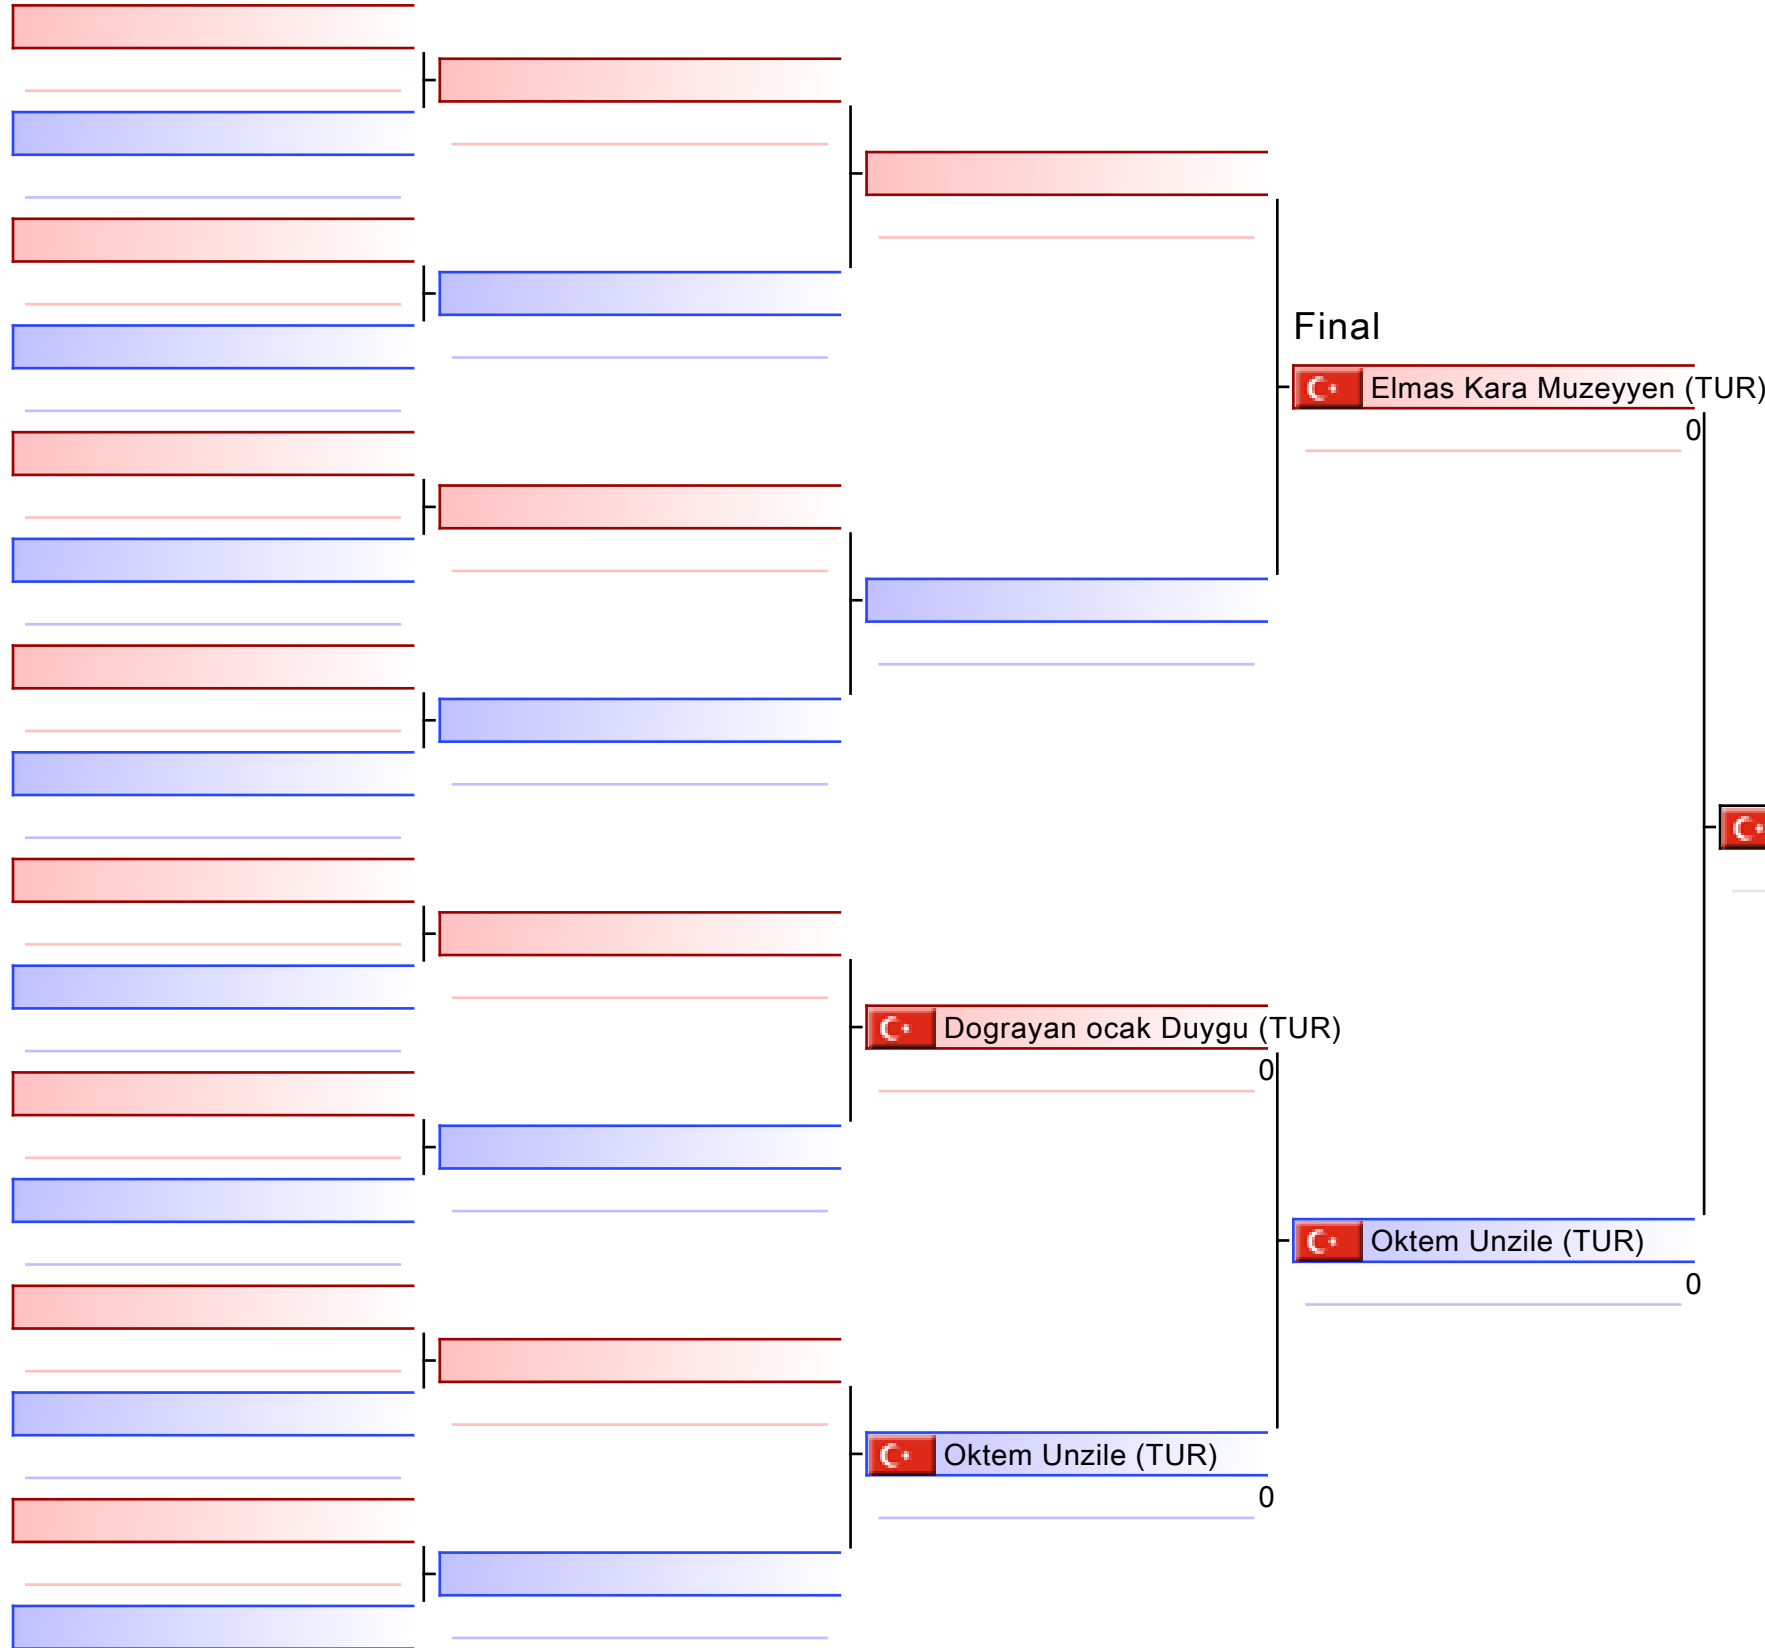 Final
Elmas Kara Muzeyyen (TUR)
0
Dograyan ocak Duygu (TUR)
0
Oktem Unzile (TUR)
0
Oktem Unzile (TUR)
0